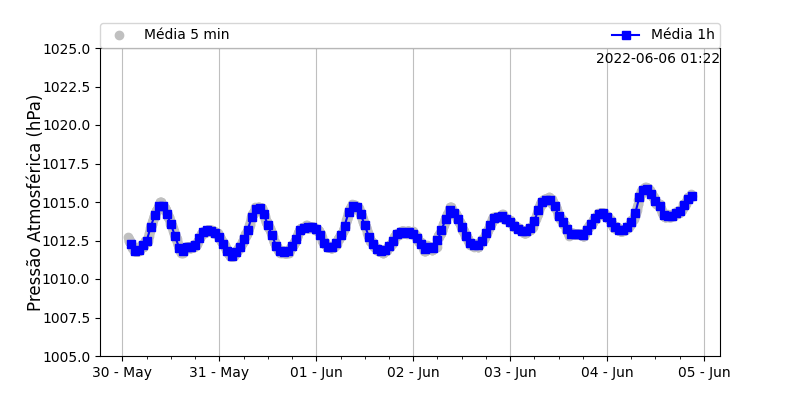 Média 5 min
Média 1h
2022-06-06 01:22
Pressão Atmosférica (hPa)
1025.0
1022.5
1020.0
1017.5
1015.0
1012.5
1010.0
1007.5
1005.0
30 - May
31 - May
01 - Jun
02 - Jun
03 - Jun
04 - Jun
05 - Jun